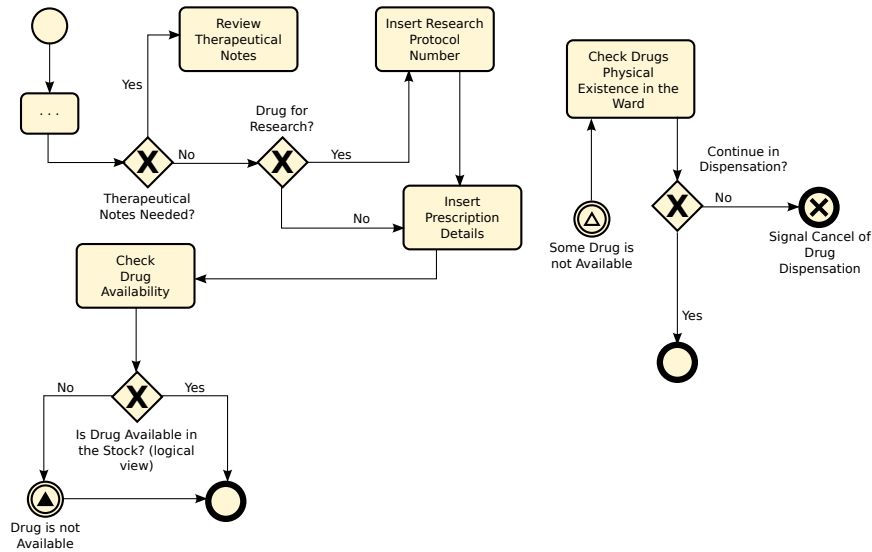 Review
Therapeutical
Notes
Insert Research
Protocol
Number
Check Drugs
Physical
Existence in the
Ward
. . .
Yes
Drug for
Research?
No
Yes
Therapeutical
Notes Needed?
Continue in
Dispensation?
No
Signal Cancel of
Drug
Dispensation
Insert
Prescription
Details
No
Some Drug is
not Available
Check
Drug
Availability
Yes
No
Yes
Is Drug Available in
the Stock? (logical
view)
Drug is not
Available